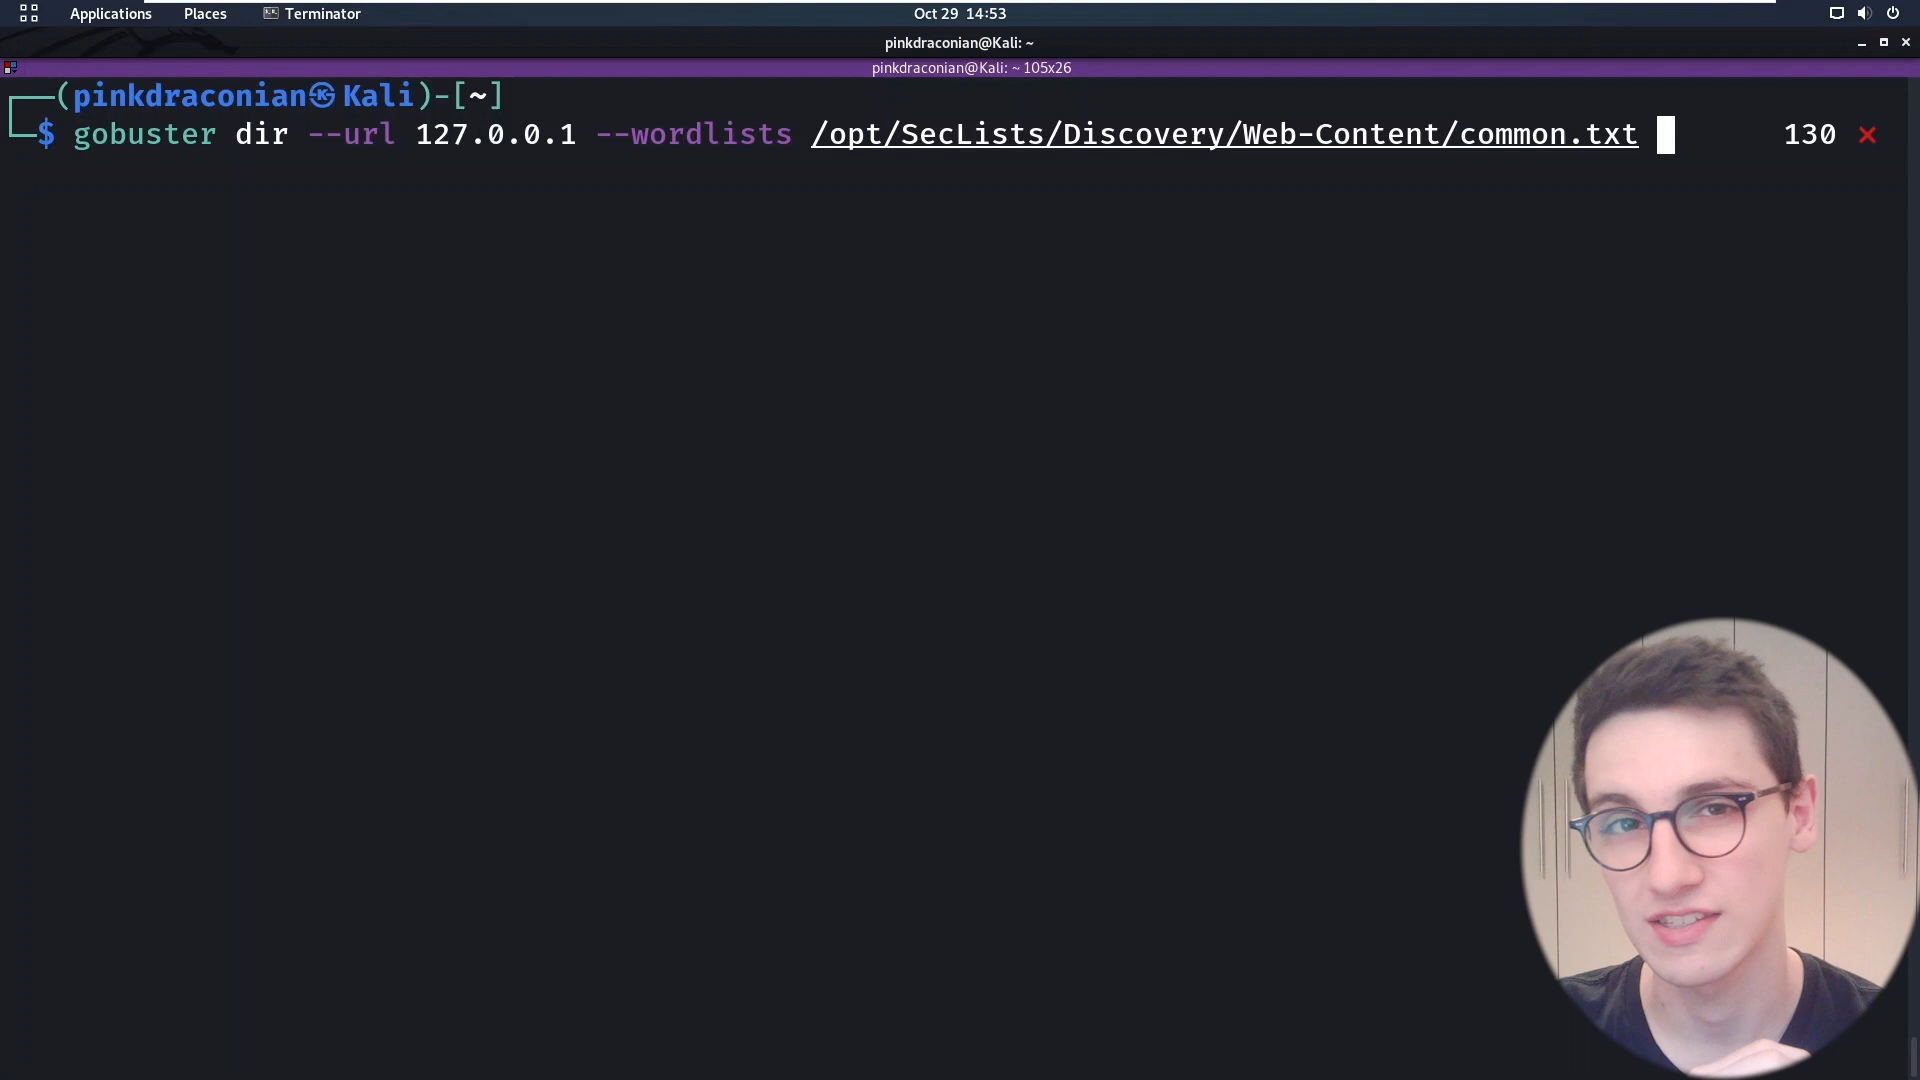 Applications Places Terminator Oct 29 14:53
pinkdraconian@Kali: ~
pinkdraconian@Kali: ~ 105x26
(pinkdraconian㉿Kali)-[~]
$ gobuster dir --url 127.0.0.1 --wordlists /opt/SecLists/Discovery/Web-Content/common.txt 130 ✕